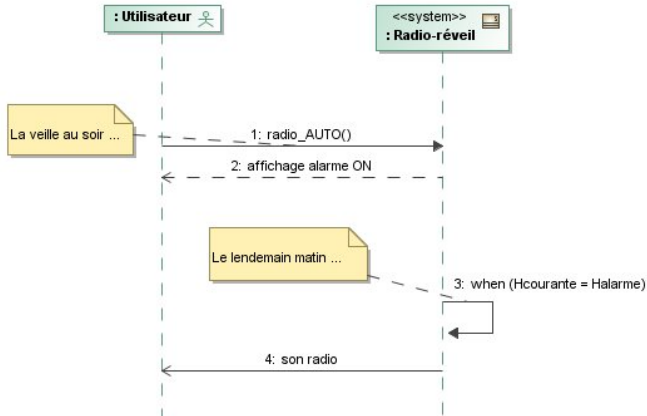 : Utilisateur
<<system>>
: Radio-réveil
La veille au soir ...
1: radio_AUTO()
2: affichage alarme ON
Le lendemain matin ...
3: when (Hcourante = Halarme)
4: son radio